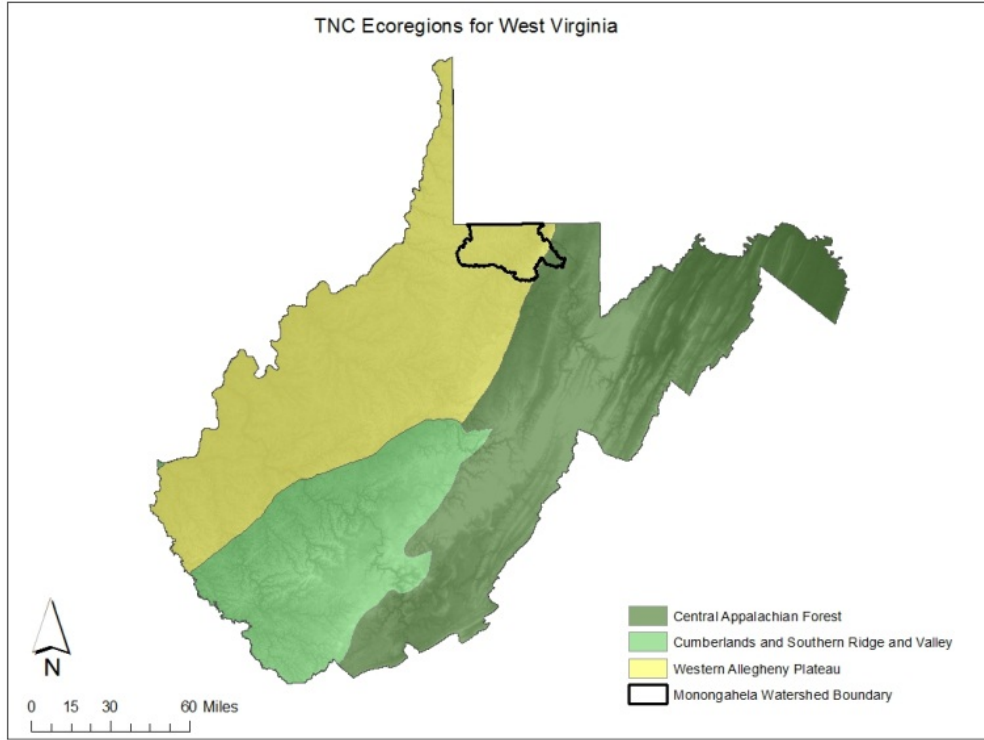 TNC Ecoregions for West Virginia
Central Appalachian Forest
Cumberlands and Southern Ridge and Valley
Western Allegheny Plateau
Monongahela Watershed Boundary
N
0 15 30 60 Miles